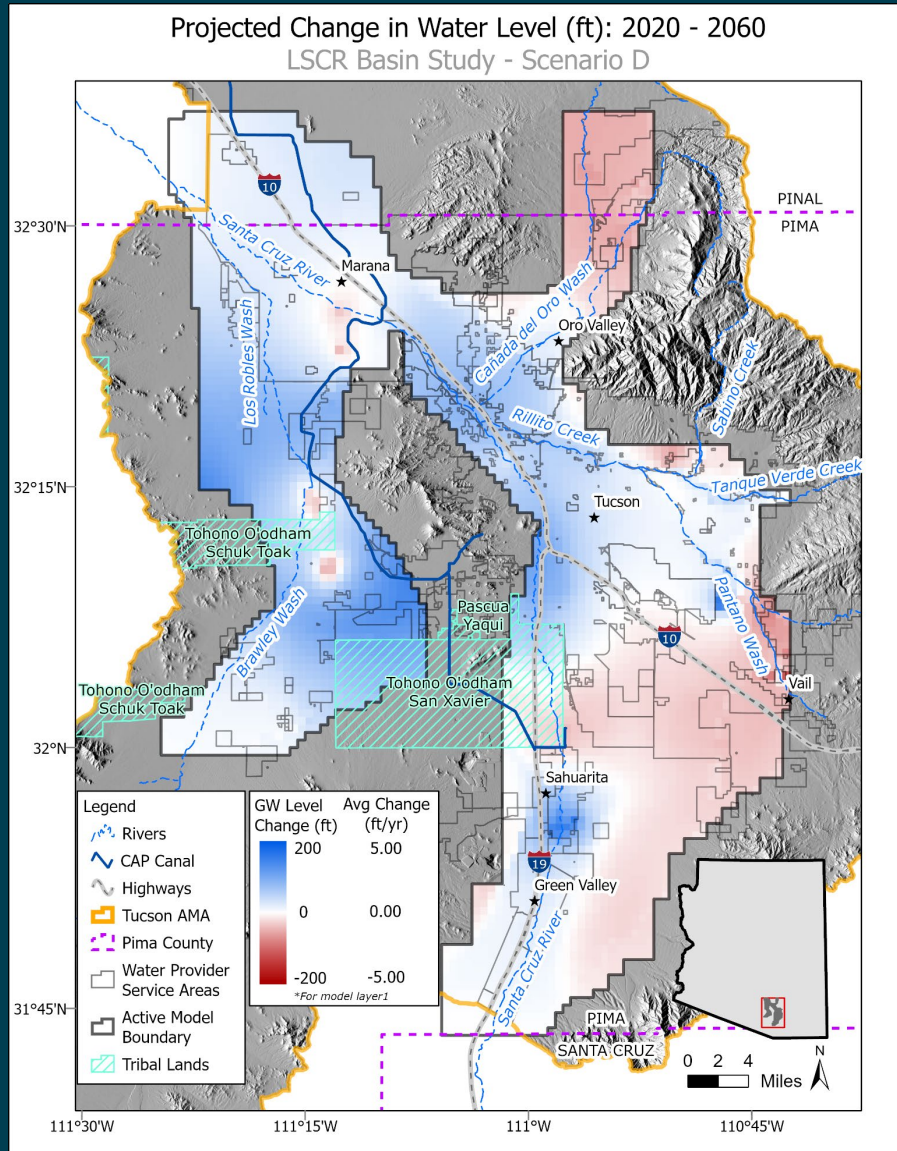 Projected Change in Water Level (ft): 2020 - 2060
LSCR Basin Study - Scenario D
10
PINAL
32°30'N
PIMA
Santa Cruz River
Marana
Cañada del Oro Wash
Oro Valley
Los Robles Wash
Sabino Creek
Rillito Creek
Tanque Verde Creek
32°15'N
Tucson
Tohono O'odham
Schuk Toak
Pantano Wash
Pascua
Yaqui
Brawley Wash
10
Tohono O'odham
San Xavier
Vail
Tohono O'odham
Schuk Toak
32°N
Sahuarita
19
Green Valley
Santa Cruz River
31°45'N
PIMA
SANTA CRUZ
Legend
Rivers
CAP Canal
Highways
Tucson AMA
Pima County
Water Provider
Service Areas
Active Model
Boundary
Tribal Lands
GW Level
Change (ft)
Avg Change
(ft/yr)
200 5.00
0 0.00
-200 -5.00
*For model layer1
0 2 4
Miles
N
111°30'W 111°15'W 111°W 110°45'W